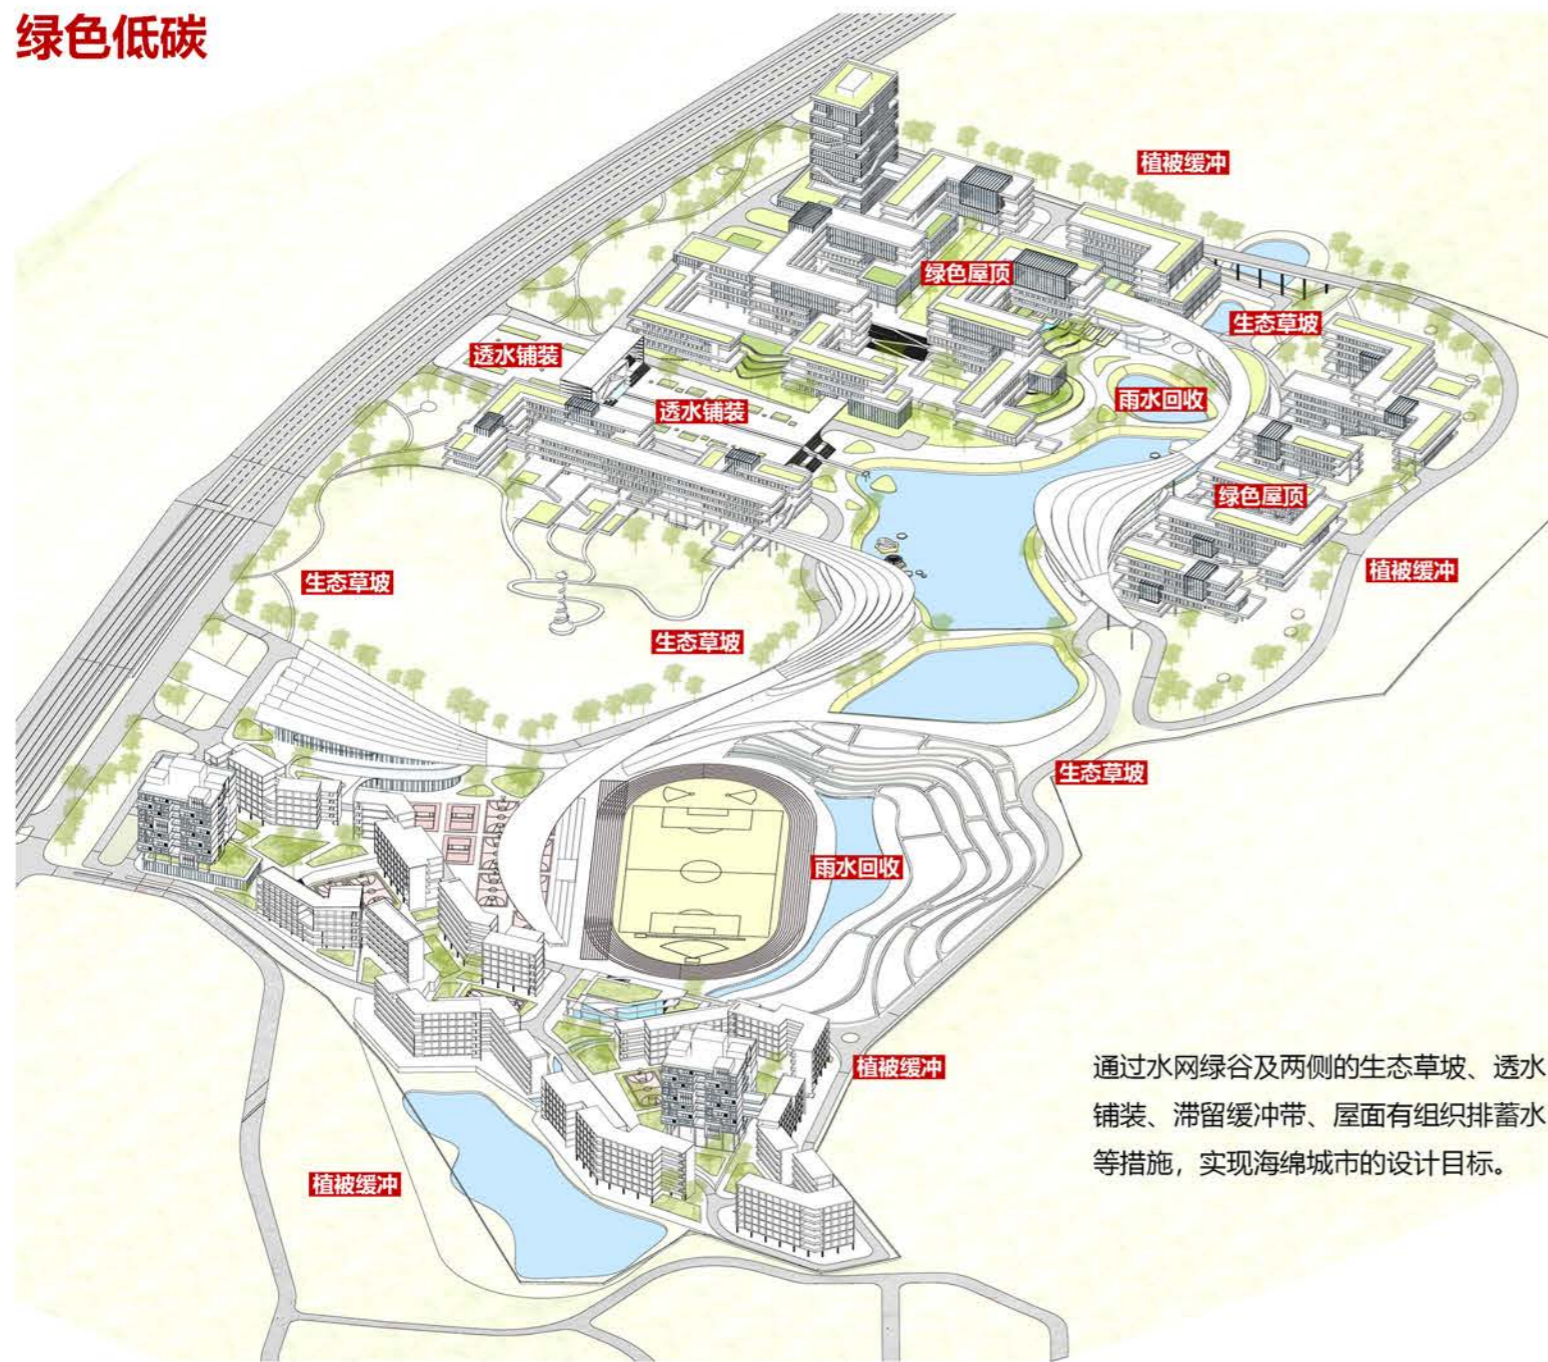 绿色低碳
植被缓冲
绿色屋顶
生态草坡
透水铺装
雨水回收
透水铺装
绿色屋顶
植被缓冲
生态草坡
生态草坡
生态草坡
雨水回收
植被缓冲
植被缓冲
通过水网绿谷及两侧的生态草坡、透水
铺装、滞留缓冲带、屋面有组织排蓄水
等措施，实现海绵城市的设计目标。